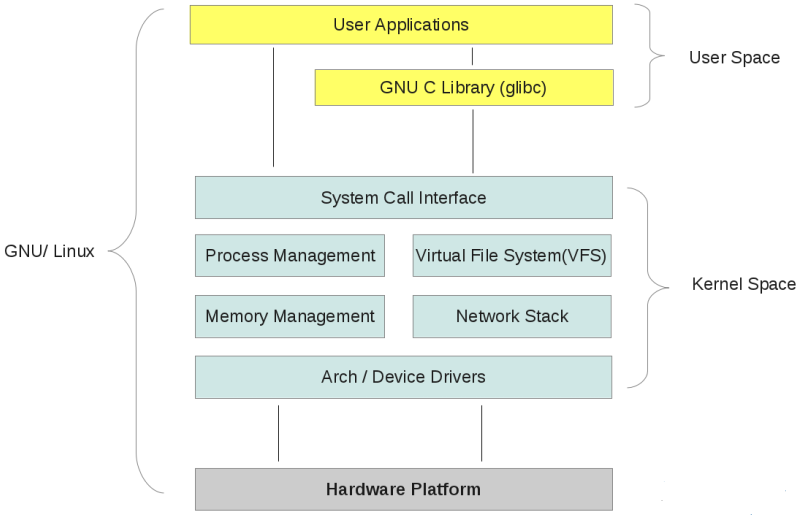 User Applications
User Space
GNU C Library (glibc)
System Call Interface
GNU/ Linux
Process Management
Virtual File System(VFS)
Kernel Space
Memory Management
Network Stack
Arch / Device Drivers
Hardware Platform